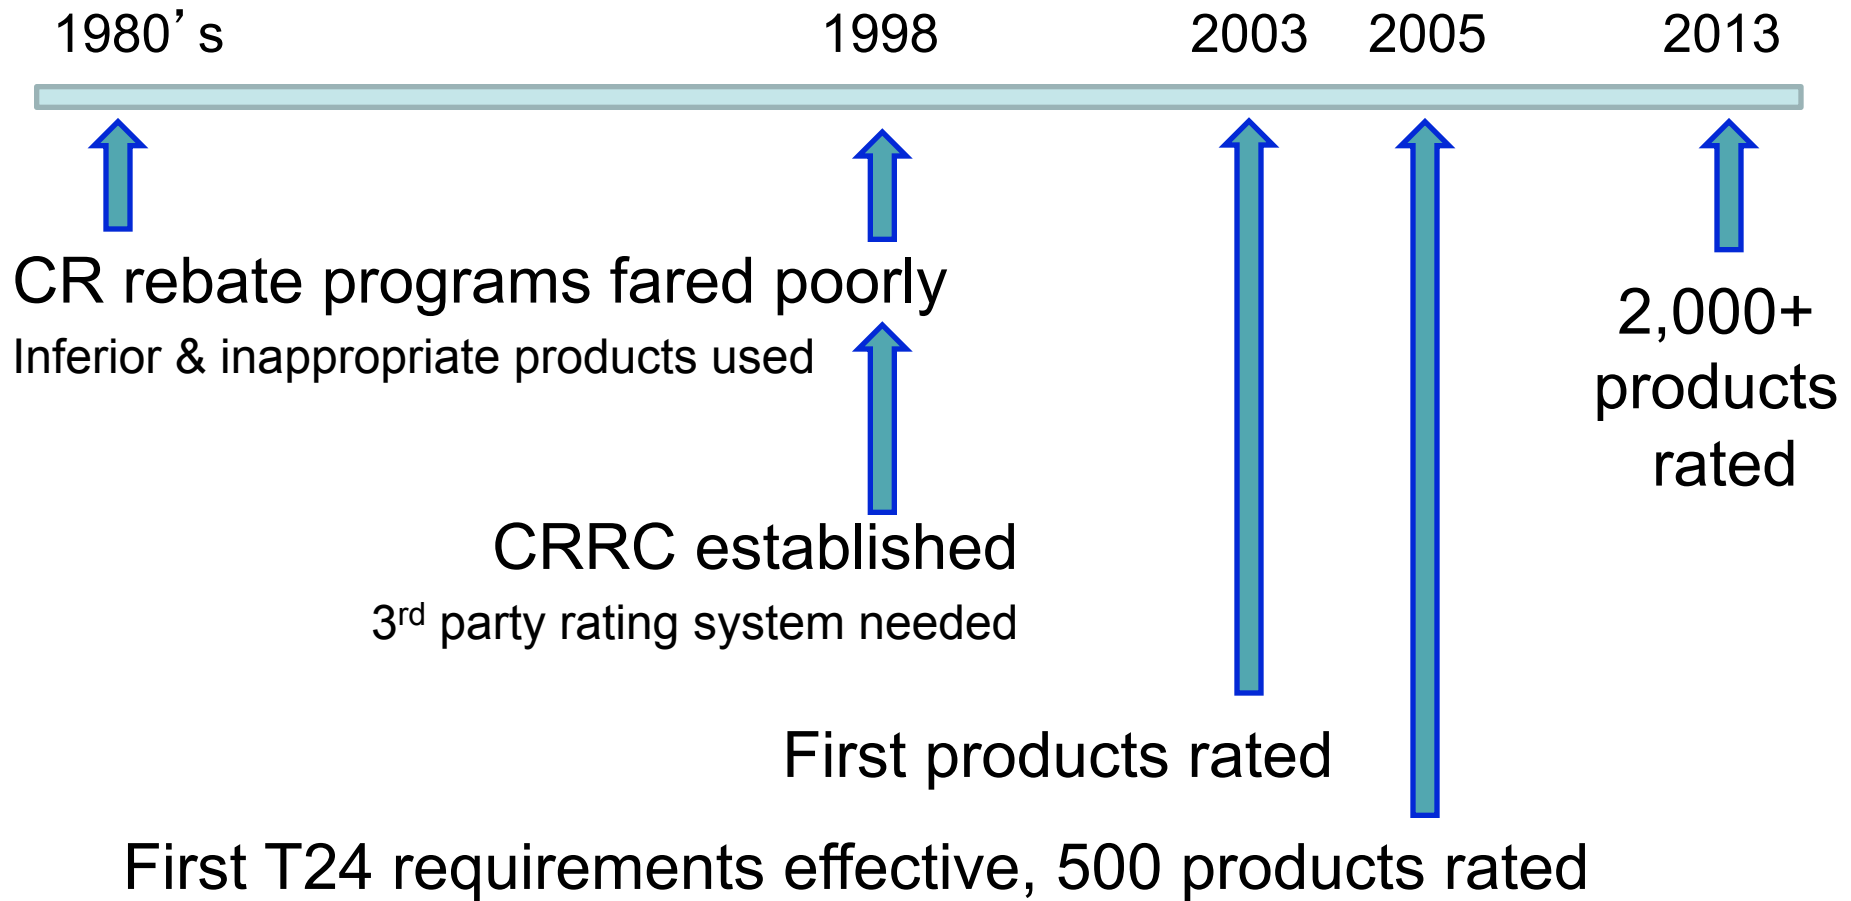 1980’s 1998 2003 2005 2013
CR rebate programs fared poorly
Inferior & inappropriate products used
2,000+
products
rated
CRRC established
3rd party rating system needed
First products rated
First T24 requirements effective, 500 products rated